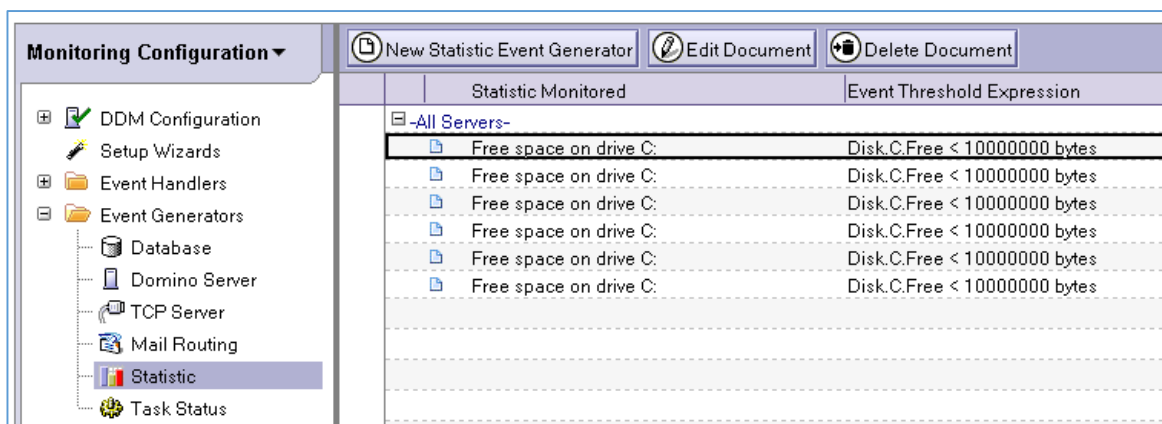 Monitoring Configuration
DDM Configuration
Setup Wizards
Event Handlers
Event Generators
Database
Domino Server
TCP Server
Mail Routing
Statistic
Task Status
New Statistic Event Generator Edit Document Delete Document
Statistic Monitored Event Threshold Expression
-All Servers-
Free space on drive C: Disk.C.Free < 10000000 bytes
Free space on drive C: Disk.C.Free < 10000000 bytes
Free space on drive C: Disk.C.Free < 10000000 bytes
Free space on drive C: Disk.C.Free < 10000000 bytes
Free space on drive C: Disk.C.Free < 10000000 bytes
Free space on drive C: Disk.C.Free < 10000000 bytes